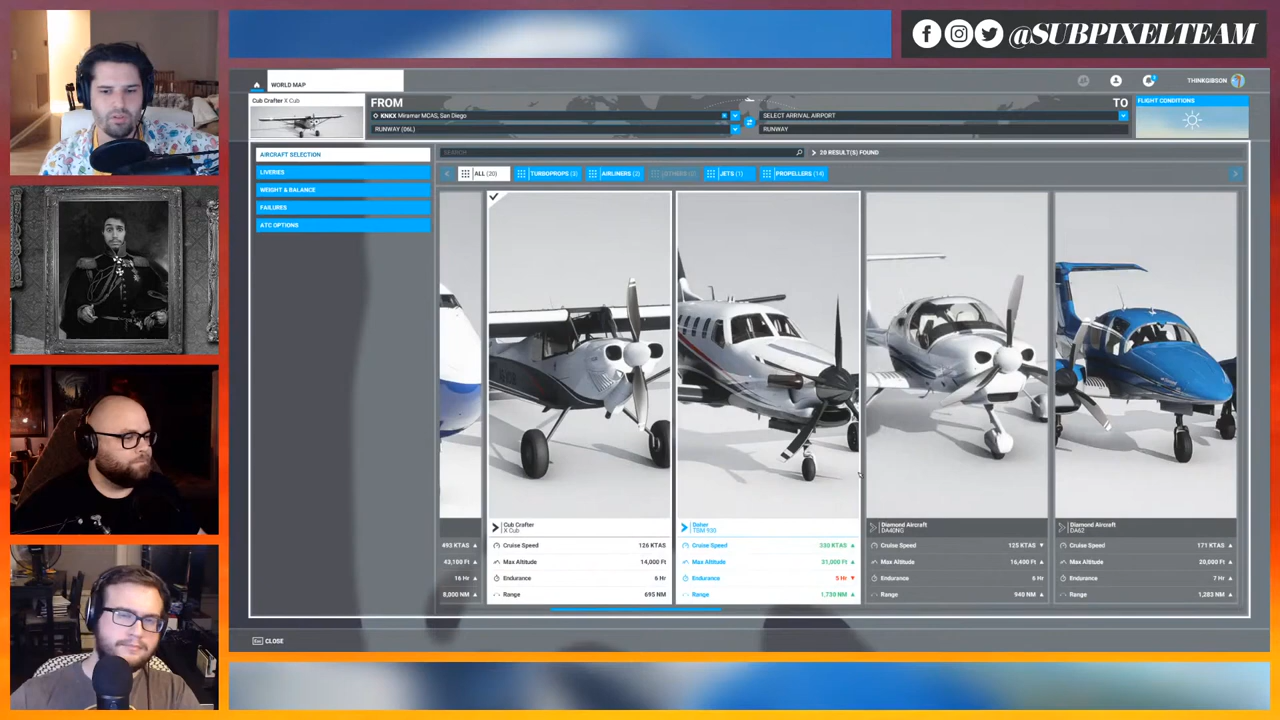 @SUBPIXELTEAM
WORLD MAP
THINKGIBSON
Cub Crafter X Cub
FROM
TO
FLIGHT CONDITIONS
KNKX Miramar MCAS, San Diego
SELECT ARRIVAL AIRPORT
RUNWAY (06L)
RUNWAY
AIRCRAFT SELECTION
SEARCH
20 RESULT(S) FOUND
LIVERIES
ALL (20)
TURBOPROPS (3)
AIRLINERS (2)
JETS (1)
PROPELLERS (14)
WEIGHT & BALANCE
FAILURES
ATC OPTIONS
Cub Crafter
X Cub
Daher
TBM 930
Diamond Aircraft
DA40NG
Diamond Aircraft
DA62
493 KTAS
Cruise Speed 126 KTAS
Cruise Speed 330 KTAS
Cruise Speed 125 KTAS
Cruise Speed 171 KTAS
43,100 Ft
Max Altitude 14,000 Ft
Max Altitude 31,000 Ft
Max Altitude 16,400 Ft
Max Altitude 20,000 Ft
16 Hr
Endurance 6 Hr
Endurance 5 Hr
Endurance 6 Hr
Endurance 7 Hr
8,000 NM
Range 695 NM
Range 1,730 NM
Range 940 NM
Range 1,283 NM
Esc CLOSE